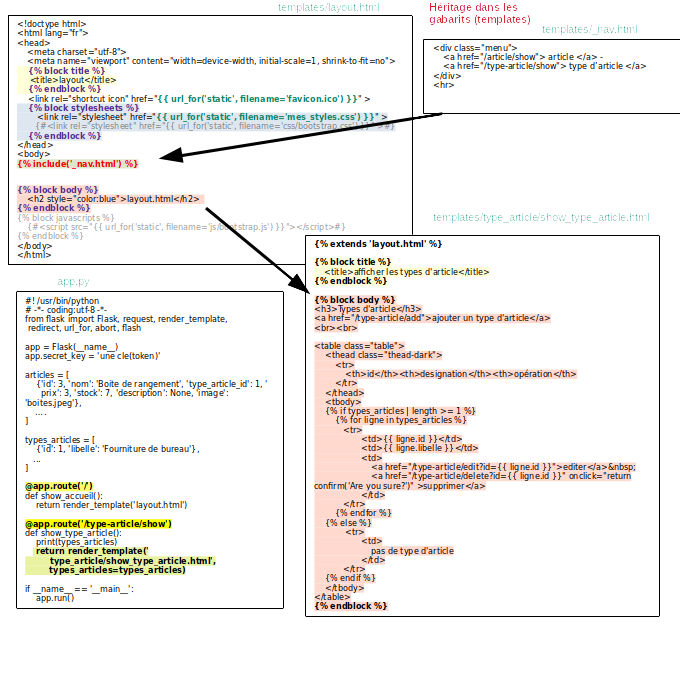 templates/layout.html
<!doctype html>
<html lang="fr">
<head>
<meta charset="utf-8">
<meta name="viewport" content="width=device-width, initial-scale=1, shrink-to-fit=no">
{% block title %}
<title>layout</title>
{% endblock %}
<link rel="shortcut icon" href="{{ url_for('static', filename='favicon.ico') }}" >
{% block stylesheets %}
<link rel="stylesheet" href="{{ url_for('static', filename='mes_styles.css') }}" >
{#<link rel="stylesheet" href="{{ url_for('static', filename='css/bootstrap.css') }}" >#}
{% endblock %}
</head>
<body>
{% include('_nav.html') %}
{% block body %}
<h2 style="color:blue">layout.html</h2>
{% endblock %}
{% block javascripts %}
{#<script src="{{ url_for('static', filename='js/bootstrap.js') }}"></script>#}
{% endblock %}
</body>
</html>
Héritage dans les
gabarits (templates)
templates/_nav.html
<div class="menu">
<a href="/article/show"> article </a> -
<a href="/type-article/show"> type d'article </a>
</div>
<hr>
templates/type_article/show_type_article.html
{% extends 'layout.html' %}
{% block title %}
<title>afficher les types d'article</title>
{% endblock %}
{% block body %}
<h3>Types d'article</h3>
<a href="/type-article/add">ajouter un type d'article</a>
<br><br>
<table class="table">
<thead class="thead-dark">
<tr>
<th>id</th><th>designation</th><th>opération</th>
</tr>
</thead>
<tbody>
{% if types_articles | length >= 1 %}
{% for ligne in types_articles %}
<tr>
<td>{{ ligne.id }}</td>
<td>{{ ligne.libelle }}</td>
<td>
<a href="/type-article/edit?id={{ ligne.id }}">editer</a>&nbsp;
<a href="/type-article/delete?id={{ ligne.id }}" onclick="return
confirm('Are you sure?')" >supprimer</a>
</td>
</tr>
{% endfor %}
{% else %}
<tr>
<td>
pas de type d'article
</td>
</tr>
{% endif %}
</tbody>
</table>
{% endblock %}
app.py
#! /usr/bin/python
# -*- coding:utf-8 -*-
from flask import Flask, request, render_template,
redirect, url_for, abort, flash
app = Flask(__name__)
app.secret_key = 'une cle(token)'
articles = [
{'id': 3, 'nom': 'Boite de rangement', 'type_article_id': 1, '
prix': 3, 'stock': 7, 'description': None, 'image':
'boites.jpeg'},
....
]
types_articles = [
{'id': 1, 'libelle': 'Fourniture de bureau'},
...
]
@app.route('/')
def show_accueil():
return render_template('layout.html')
@app.route('/type-article/show')
def show_type_article():
print(types_articles)
return render_template('
type_article/show_type_article.html',
types_articles=types_articles)
if __name__ == '__main__':
app.run()